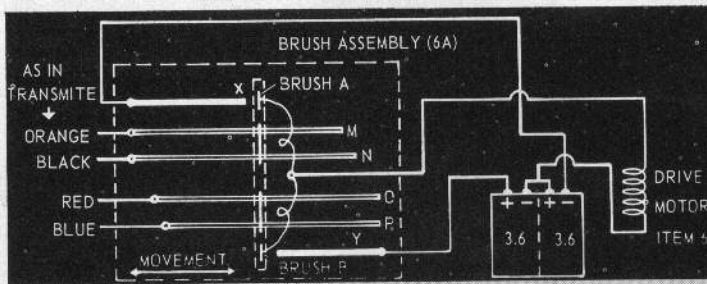 BRUSH ASSEMBLY (6A)
AS IN
TRANSMITE
X
BRUSH A
ORANGE
M
BLACK
N
RED
O
BLUE
P
Y
MOVEMENT
BRUSH B
+ - + -
3.6 3.6
DRIVE
MOTOR
ITEM 6